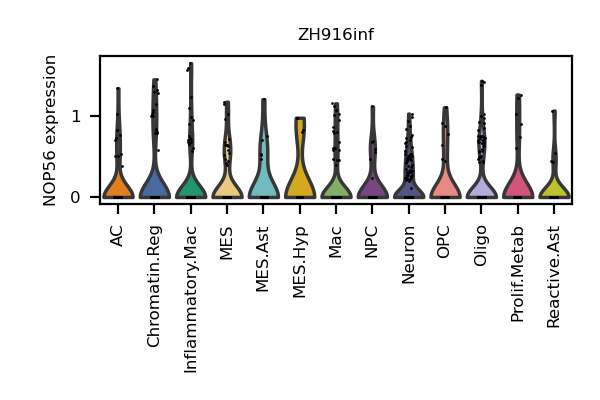 ZH916inf
NOP56 expression
1
0
AC
Chromatin.Reg
Inflammatory.Mac
MES
MES.Ast
MES.Hyp
Mac
NPC
Neuron
OPC
Oligo
Prolif.Metab
Reactive.Ast